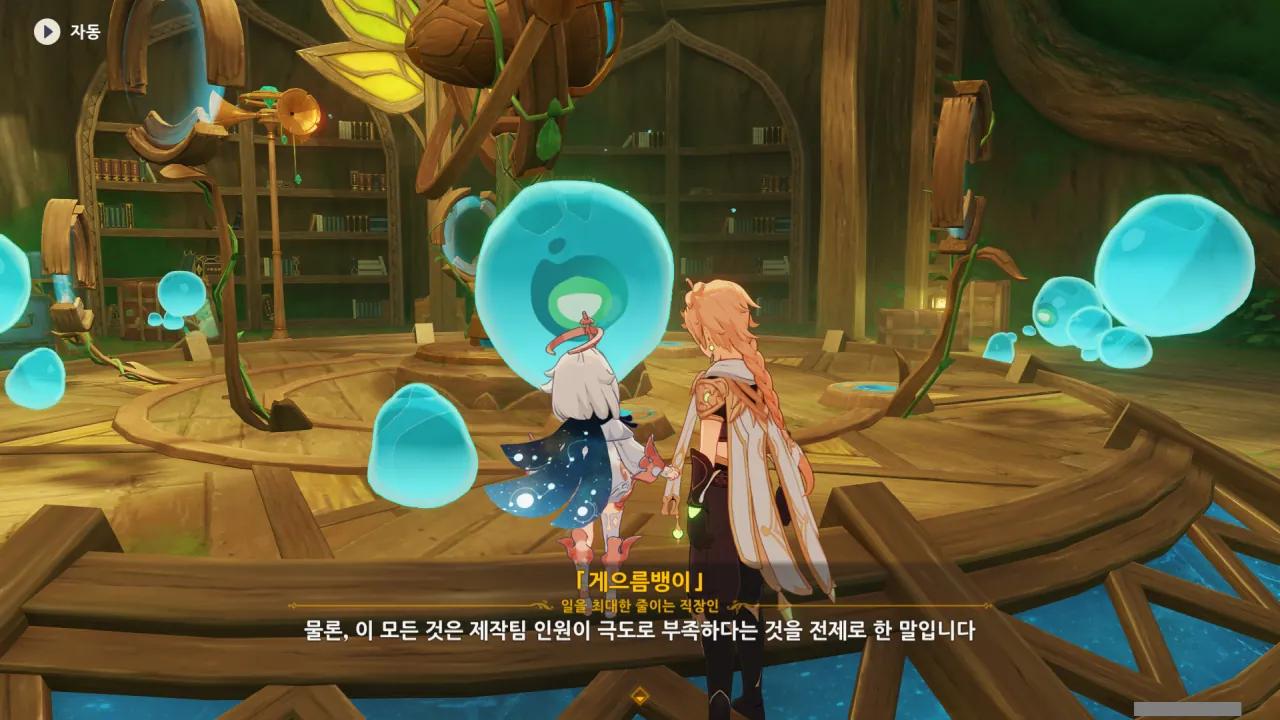 자동
「게으름뱅이」
일을 최대한 줄이는 직장인
물론, 이 모든 것은 제작팀 인원이 극도로 부족하다는 것을 전제로 한 말입니다